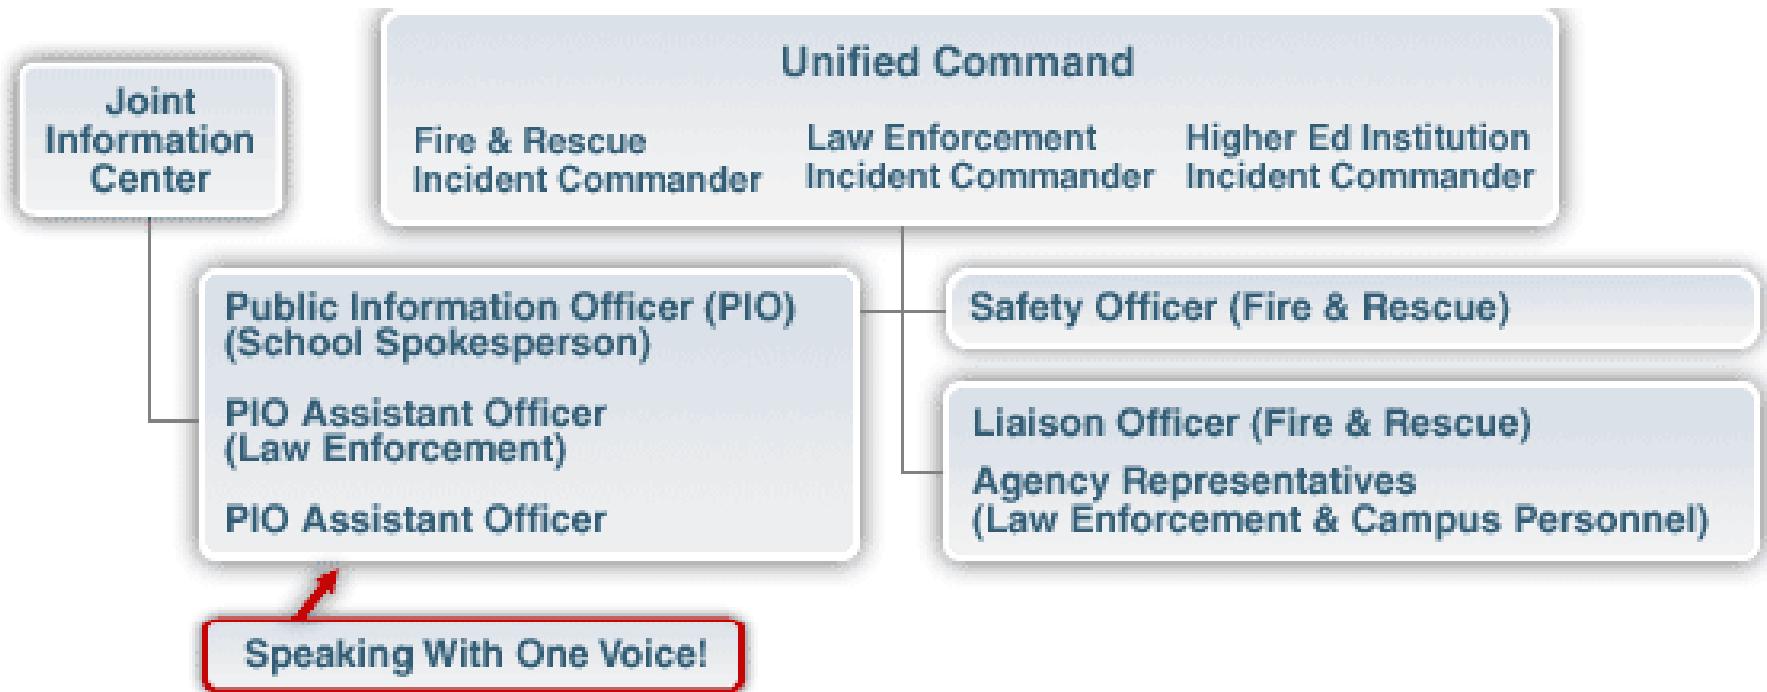 Unified Command
Joint
Information
Center
Fire & Rescue
Incident Commander
Law Enforcement
Incident Commander
Higher Ed Institution
Incident Commander
Public Information Officer (PIO)
(School Spokesperson)
PIO Assistant Officer
(Law Enforcement)
PIO Assistant Officer
Safety Officer (Fire & Rescue)
Liaison Officer (Fire & Rescue)
Agency Representatives
(Law Enforcement & Campus Personnel)
Speaking With One Voice!